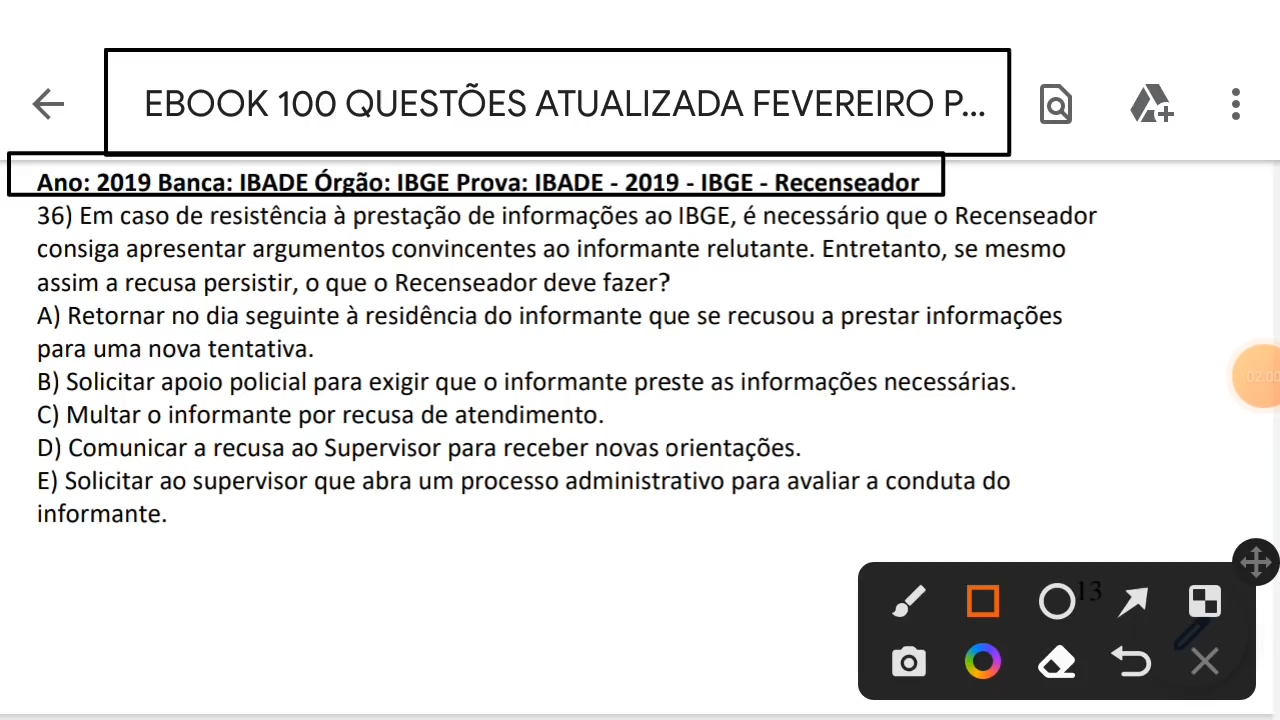 EBOOK 100 QUESTÕES ATUALIZADA FEVEREIRO P...
Ano: 2019 Banca: IBADE Órgão: IBGE Prova: IBADE - 2019 - IBGE - Recenseador
36) Em caso de resistência à prestação de informações ao IBGE, é necessário que o Recenseador
consiga apresentar argumentos convincentes ao informante relutante. Entretanto, se mesmo
assim a recusa persistir, o que o Recenseador deve fazer?
A) Retornar no dia seguinte à residência do informante que se recusou a prestar informações
para uma nova tentativa.
B) Solicitar apoio policial para exigir que o informante preste as informações necessárias.
02:00
C) Multar o informante por recusa de atendimento.
D) Comunicar a recusa ao Supervisor para receber novas orientações.
E) Solicitar ao supervisor que abra um processo administrativo para avaliar a conduta do
informante.
13